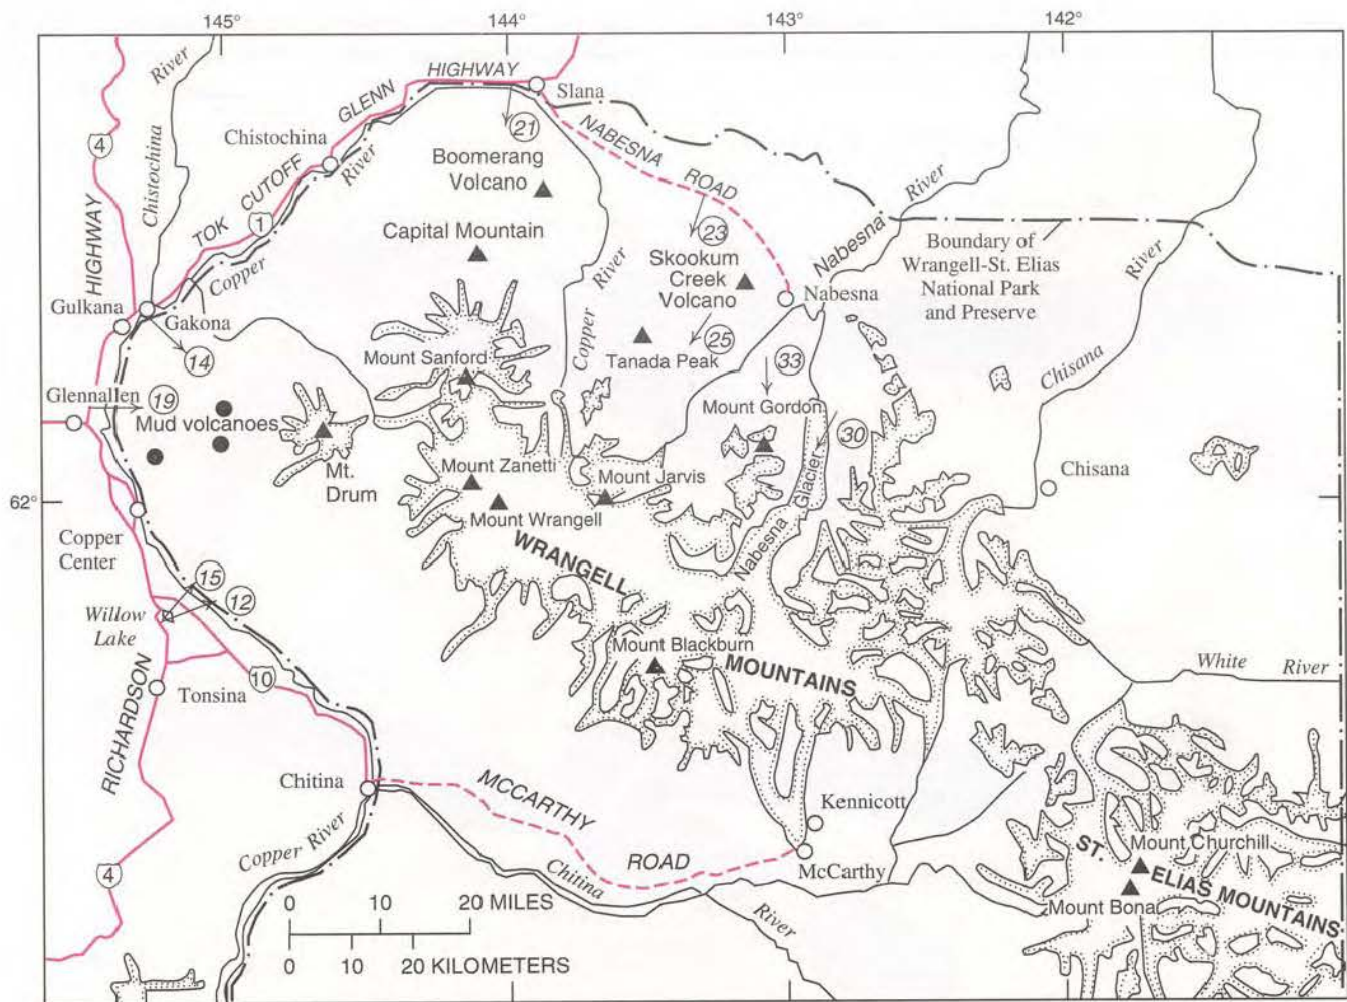 145°
144°
143°
142°
62°
River
Chistochina
4
HIGHWAY
TOK CUTOFF
1
GLENN
HIGHWAY
Chistochina
River
Copper
Slana
21
NABESNA
ROAD
Boomerang
Volcano
Capital Mountain
23
Skookum
Creek
Volcano
25
Tanada Peak
River
Copper
Nabesna
River
Nabesna
Boundary of
Wrangell-St. Elias
National Park
and Preserve
River
Chisana
Gulkana
Gakona
14
Glennallen
19
Mud volcanoes
Mt.
Drum
Mount Sanford
33
Mount Gordon
30
Mount Zanetti
Mount Jarvis
Mount Wrangell
Nabesna
Glacier
Chisana
Copper
Center
15
12
Willow
Lake
WRANGELL
MOUNTAINS
Mount Blackburn
White
River
RICHARDSON
Tonsina
10
Chitina
MCCARTHY
ROAD
Kennicott
McCarthy
Copper River
Chitina
River
4
ST.
ELIAS MOUNTAINS
Mount Churchill
Mount Bona
0 10 20 MILES
0 10 20 KILOMETERS